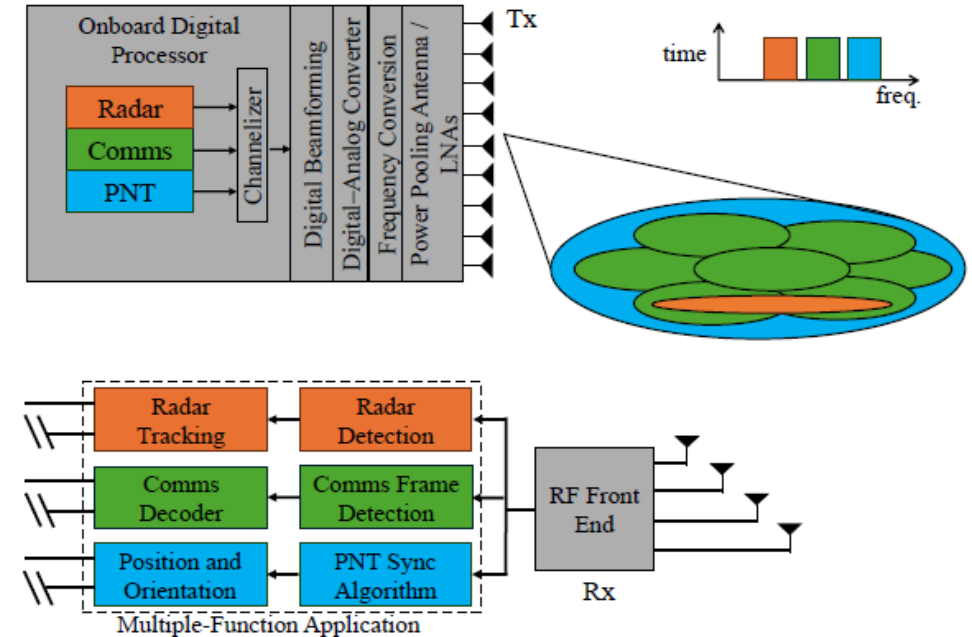 Onboard Digital
Processor
Radar
Comms
PNT
Channelizer
Digital Beamforming
Digital–Analog Converter
Frequency Conversion
Power Pooling Antenna /
LNAs
Tx
time
freq.
Radar
Tracking
Radar
Detection
Comms
Decoder
Comms Frame
Detection
Position and
Orientation
PNT Sync
Algorithm
RF Front
End
Rx
Multiple-Function Application